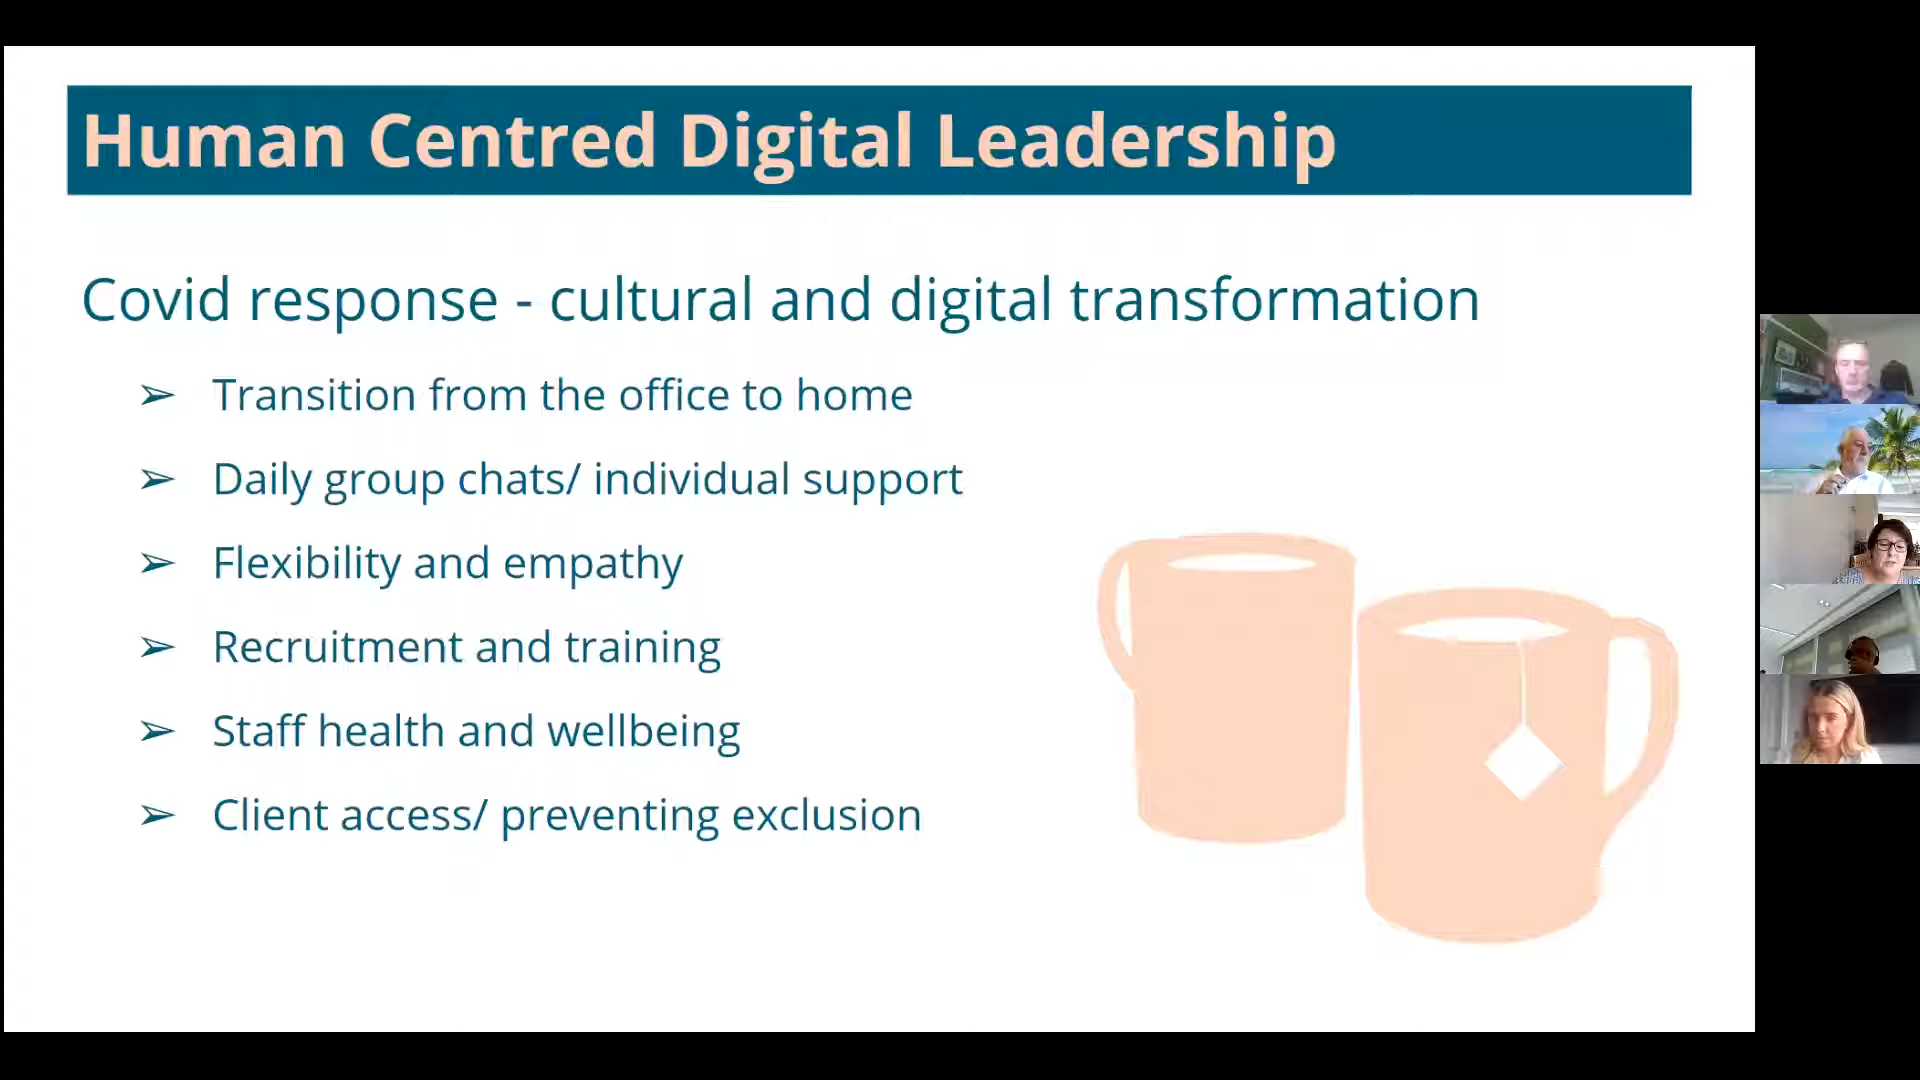 Human Centred Digital Leadership
Covid response - cultural and digital transformation
➢ Transition from the office to home
➢ Daily group chats/ individual support
➢ Flexibility and empathy
➢ Recruitment and training
➢ Staff health and wellbeing
➢ Client access/ preventing exclusion